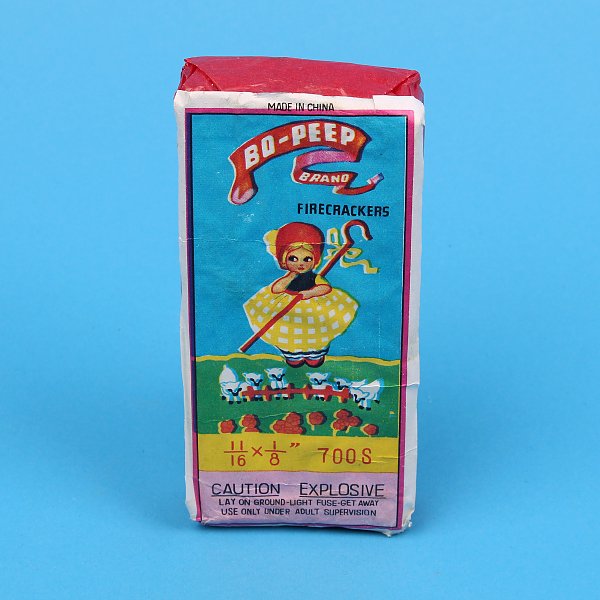 MADE IN CHINA
BO-PEEP
BRAND
FIRECRACKERS
11/16 × 1/8" 700S
CAUTION EXPLOSIVE
LAY ON GROUND-LIGHT FUSE-GET AWAY
USE ONLY UNDER ADULT SUPERVISION